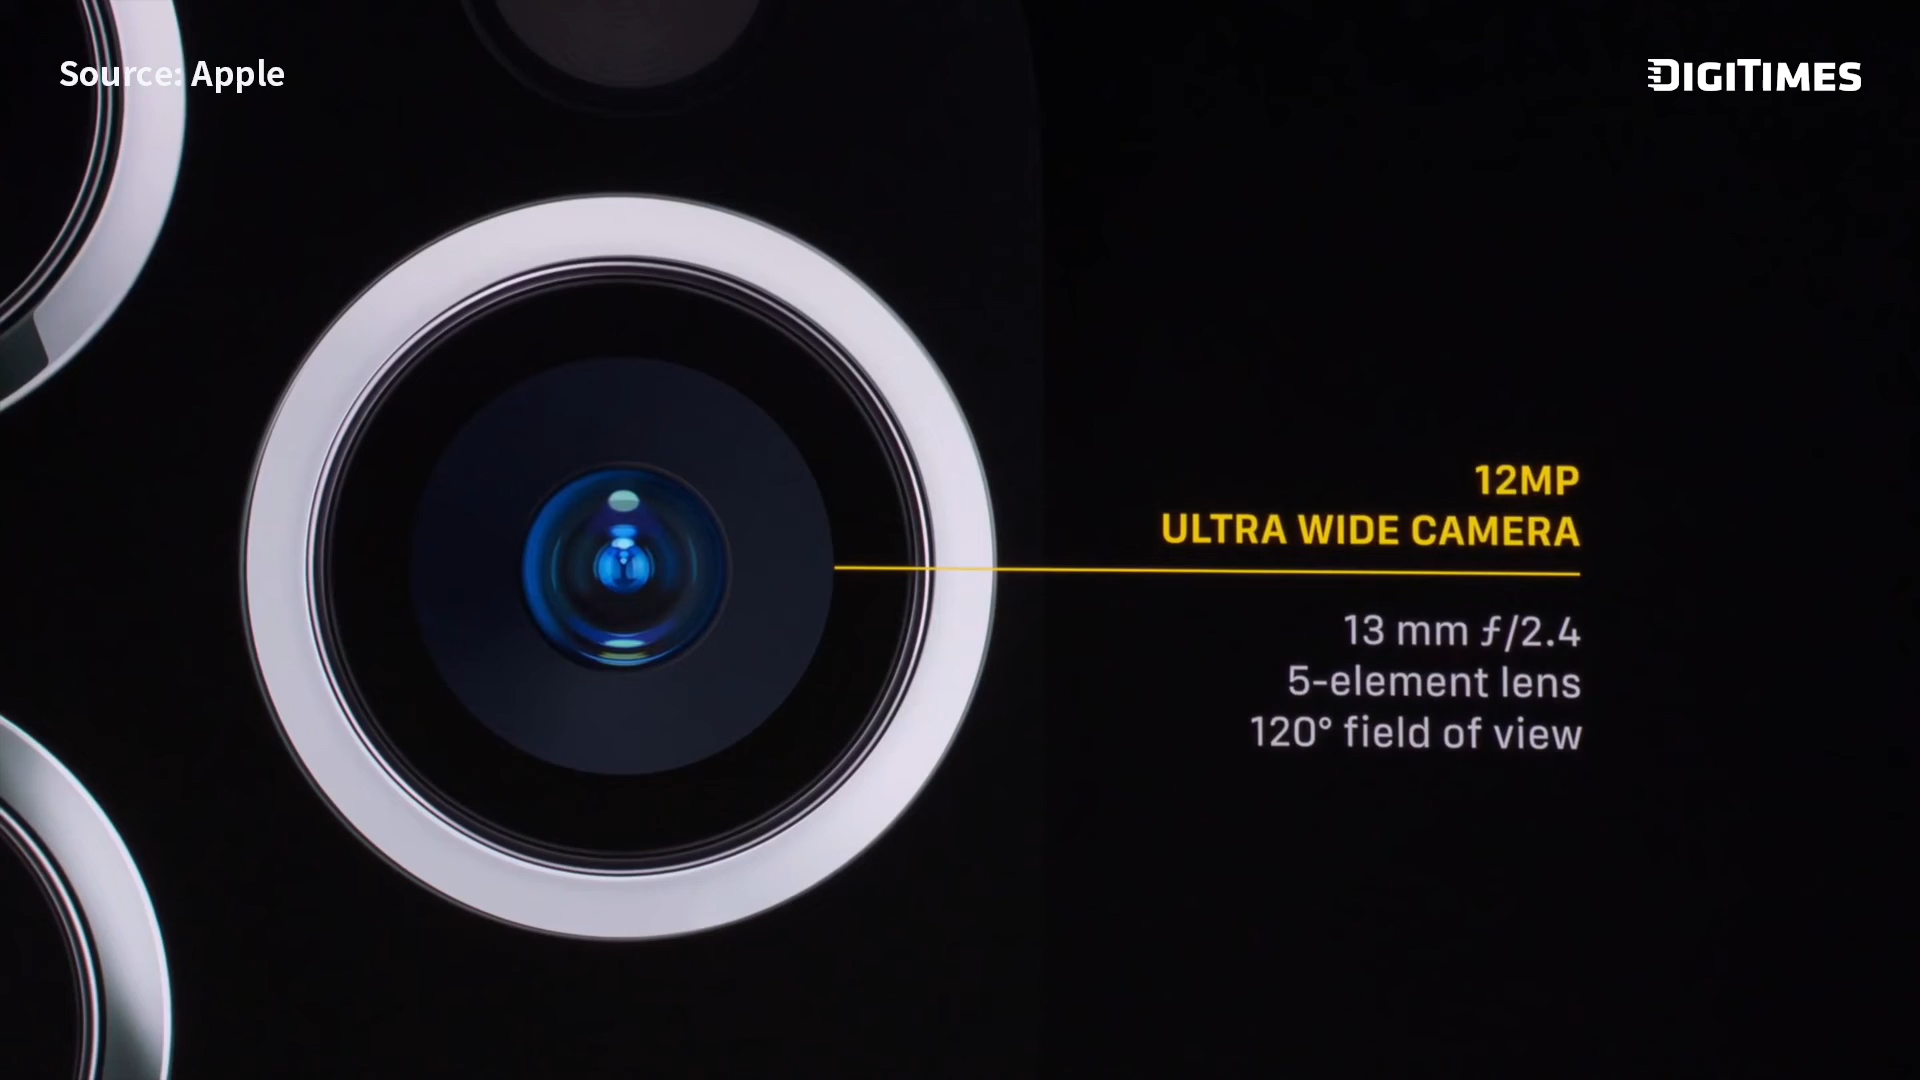 Source: Apple
DIGITIMES
12MP
ULTRA WIDE CAMERA
13 mm ƒ/2.4
5-element lens
120° field of view